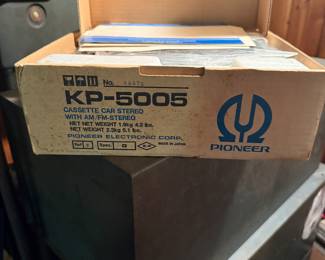 No.
KP-5005
CASSETTE CAR STEREO
WITH AM/FM-STEREO
NET NET WEIGHT 1.9kg 4.2 lbs.
NET WEIGHT 2.3kg 5.1 lbs.
PIONEER ELECTRONIC CORP.
MADE IN JAPAN
PIONEER